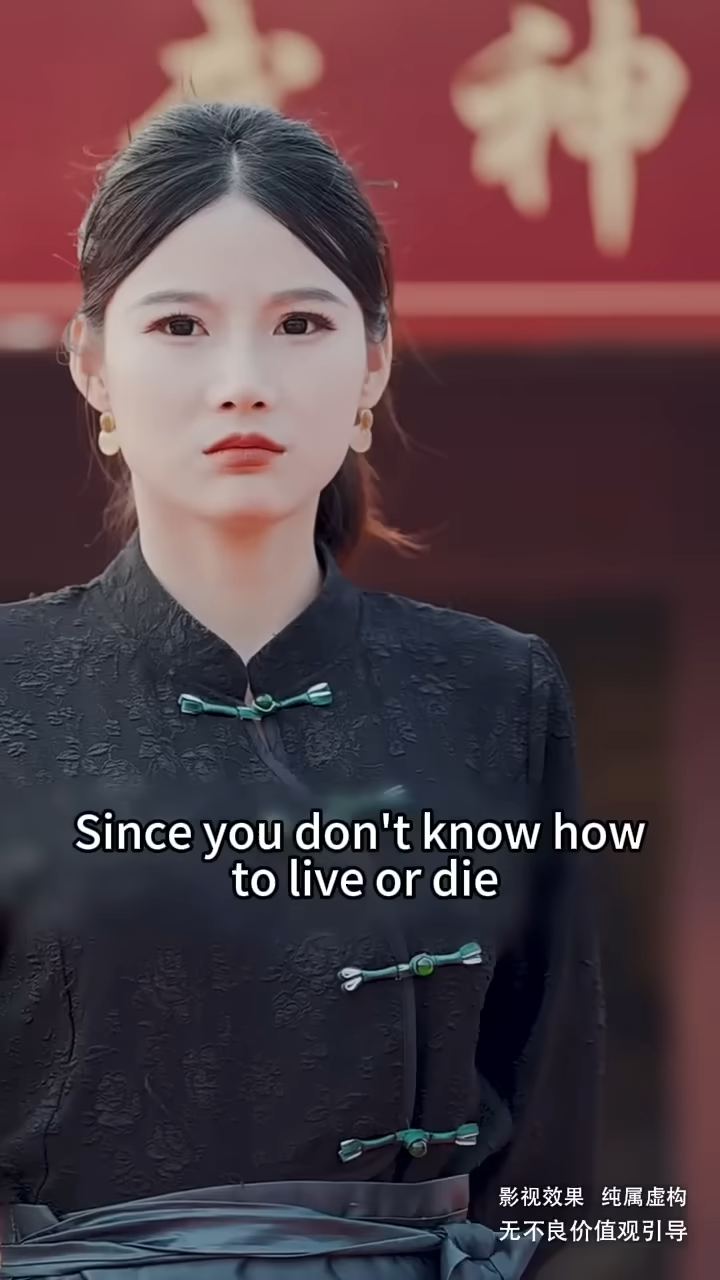 神
Since you don't know how
to live or die
影视效果 纯属虚构
无不良价值观引导